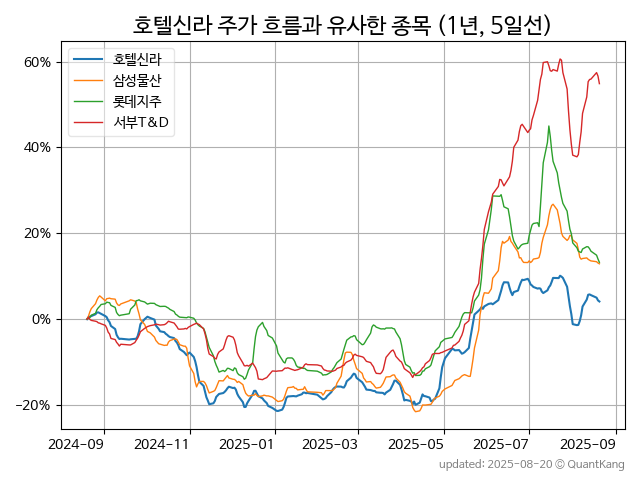 호텔신라 주가 흐름과 유사한 종목 (1년, 5일선)
호텔신라
삼성물산
롯데지주
서부T&D
60%
40%
20%
0%
−20%
2024-09 2024-11 2025-01 2025-03 2025-05 2025-07 2025-09
updated: 2025-08-20 © QuantKang